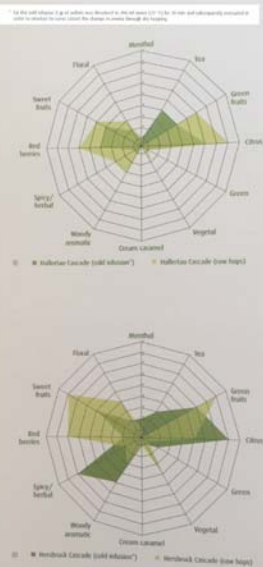 Menthol
Floral
Tea
Sweet fruits
Green fruits
Red berries
Citrus
Spicy/ herbal
Green
Woody aromatic
Vegetal
Cream caramel
Hallertau Cascade (cold infusion*)
Hallertau Cascade (raw hops)
Menthol
Floral
Tea
Sweet fruits
Green fruits
Red berries
Citrus
Spicy/ herbal
Green
Woody aromatic
Vegetal
Cream caramel
Hersbruck Cascade (cold infusion*)
Hersbruck Cascade (raw hops)